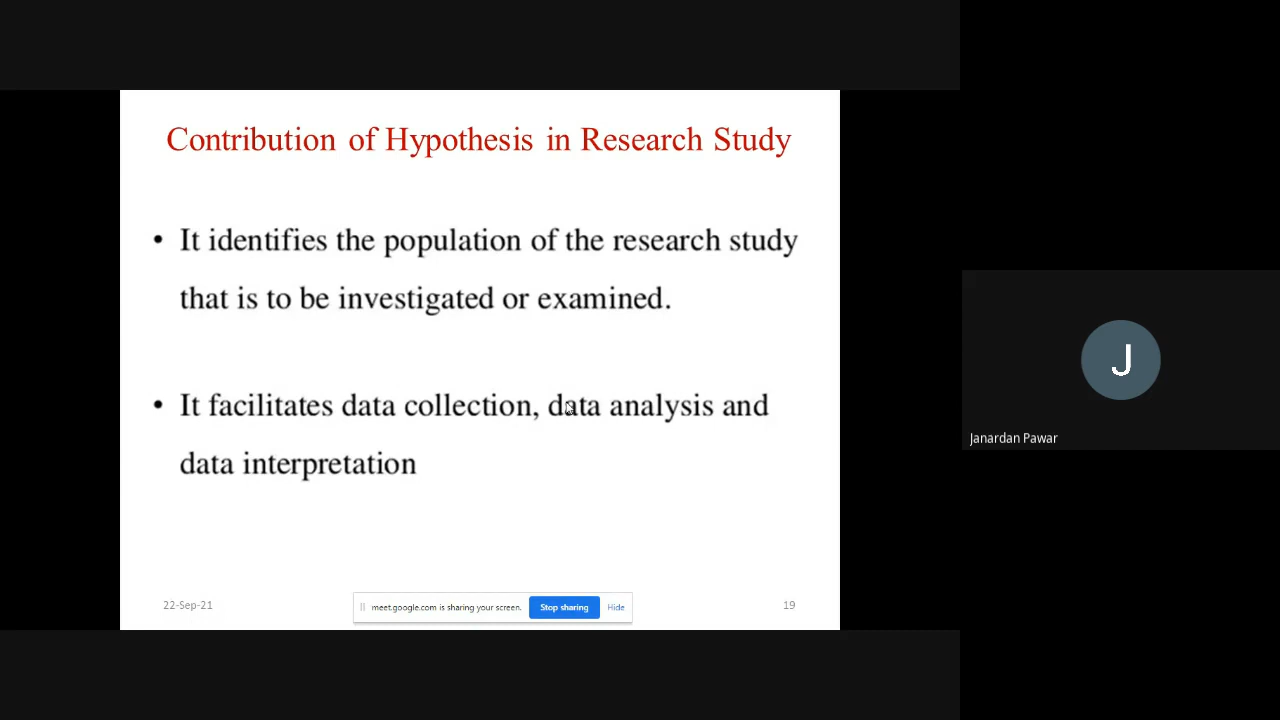 Contribution of Hypothesis in Research Study
• It identifies the population of the research study
that is to be investigated or examined.
• It facilitates data collection, data analysis and
data interpretation
22-Sep-21
meet.google.com is sharing your screen.
Stop sharing
Hide
19
J
Janardan Pawar